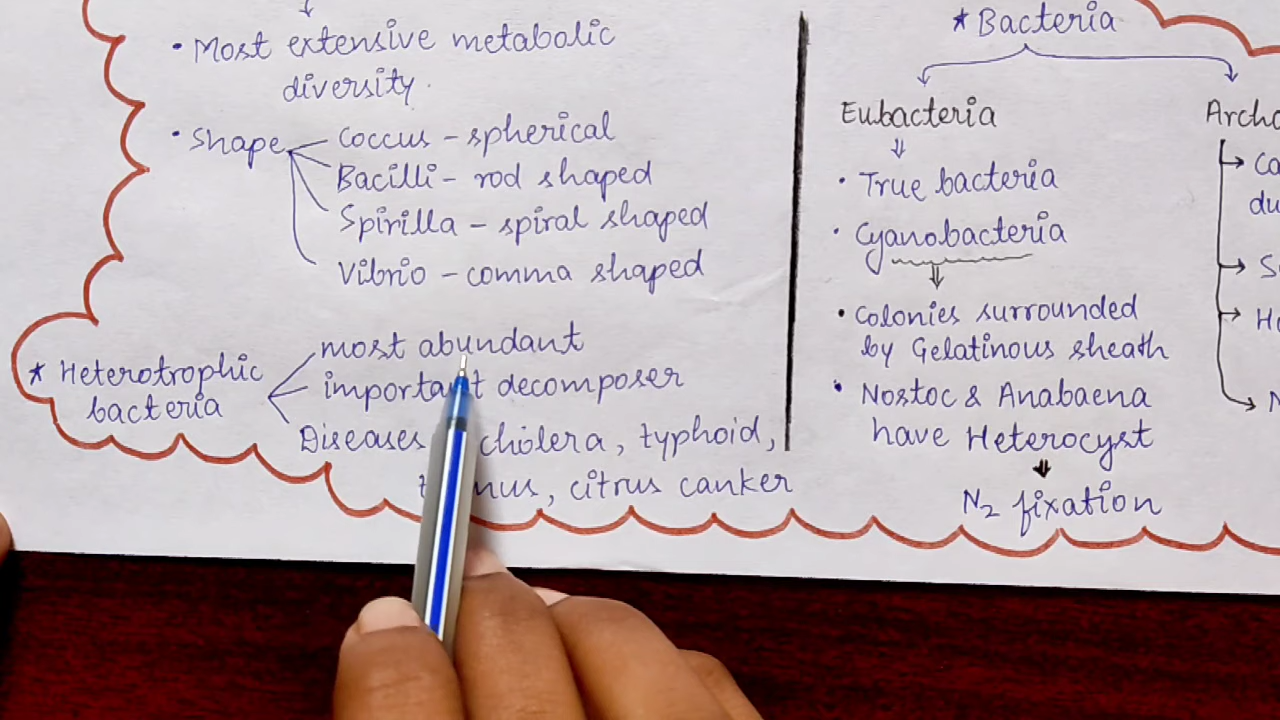 • Most extensive metabolic
diversity.
• Shape
Coccus - spherical
Bacilli - rod shaped
Spirilla - spiral shaped
Vibrio - comma shaped
* Heterotrophic
bacteria
most abundant
important decomposer
Diseases cholera, typhoid,
citrus canker
* Bacteria
Eubacteria
• True bacteria
• Cyanobacteria
• Colonies surrounded
by Gelatinous sheath
• Nostoc & Anabaena
have Heterocyst
N2 fixation